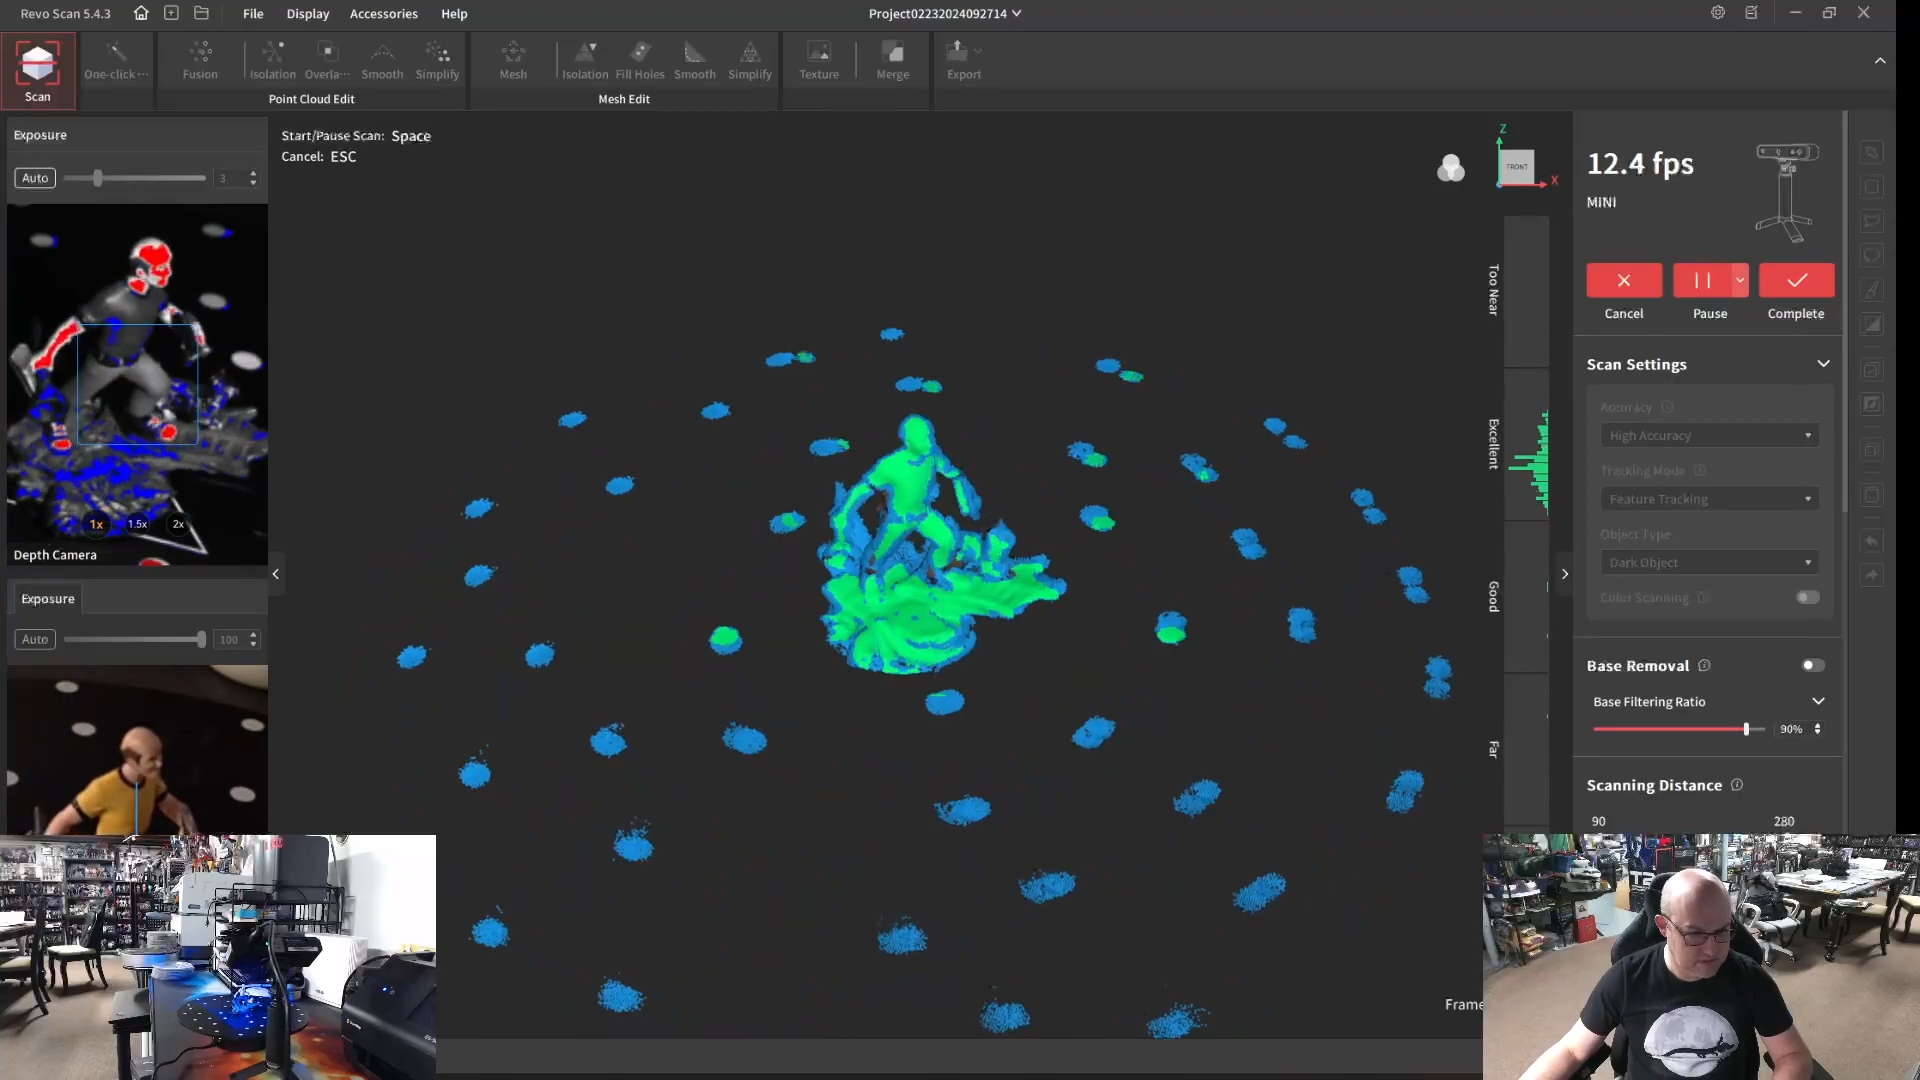 Revo Scan 5.4.3
File
Display
Accessories
Help
Project02232024092714
Scan
One-click ···
Fusion
Isolation
Overla···
Smooth
Simplify
Point Cloud Edit
Mesh
Isolation
Fill Holes
Smooth
Simplify
Mesh Edit
Texture
Merge
Export
Exposure
Auto
3
1x
1.5x
2x
Depth Camera
Exposure
Auto
100
Start/Pause Scan: Space
Cancel: ESC
Z
FRONT
X
Too Near
Excellent
Good
Far
Frame
12.4 fps
MINI
Cancel
Pause
Complete
Scan Settings
Accuracy
High Accuracy
Tracking Mode
Feature Tracking
Object Type
Dark Object
Color Scanning
Base Removal
Base Filtering Ratio
90%
Scanning Distance
90
280